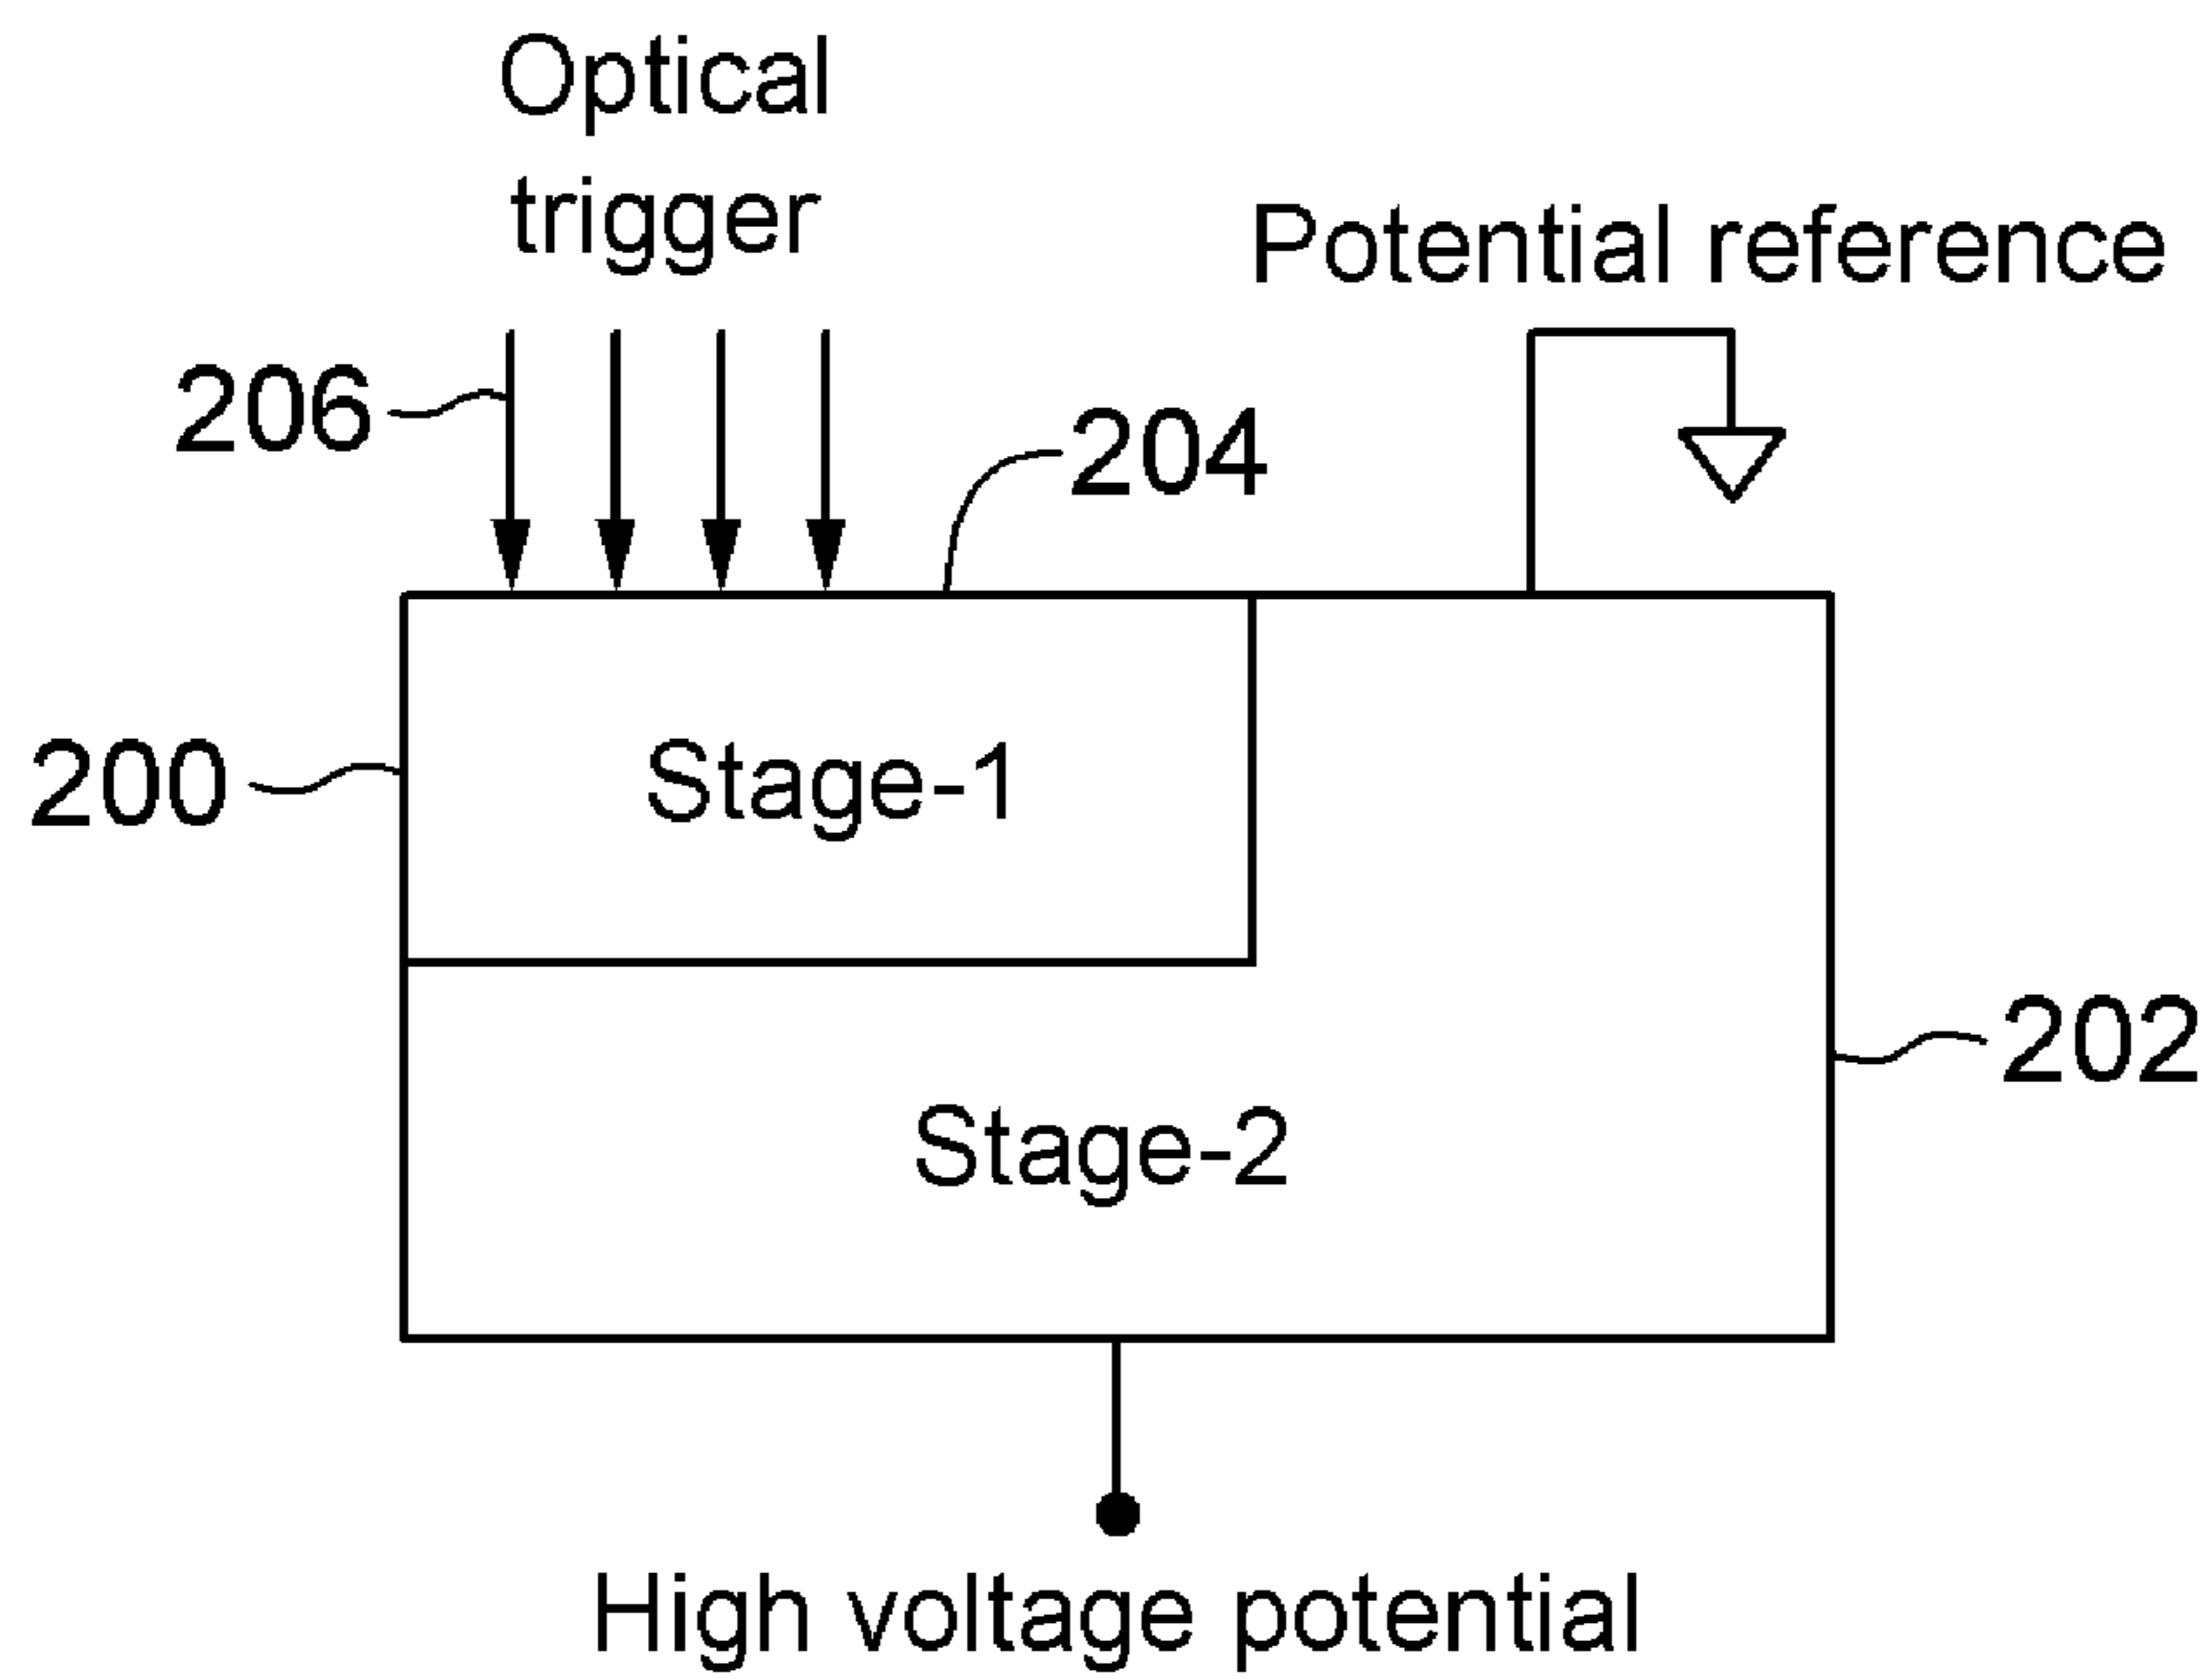 Optical
trigger
Potential reference
206
204
200
Stage-1
202
Stage-2
High voltage potential